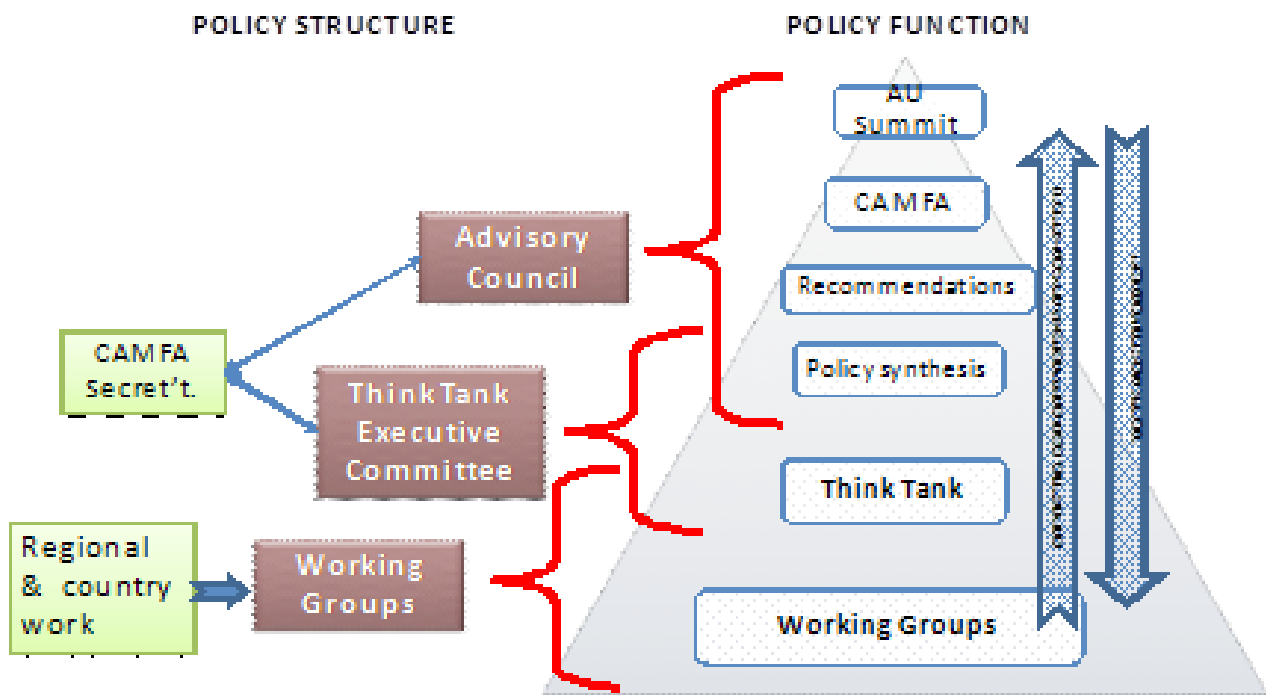 POLICY STRUCTURE
POLICY FUNCTION
AU
Summit
CAMFA
Advisory
Council
Recommendations
CAMFA
Secret't.
Policy synthesis
Think Tank
Executive
Committee
Think Tank
Regional
& country
work
Working
Groups
Working Groups